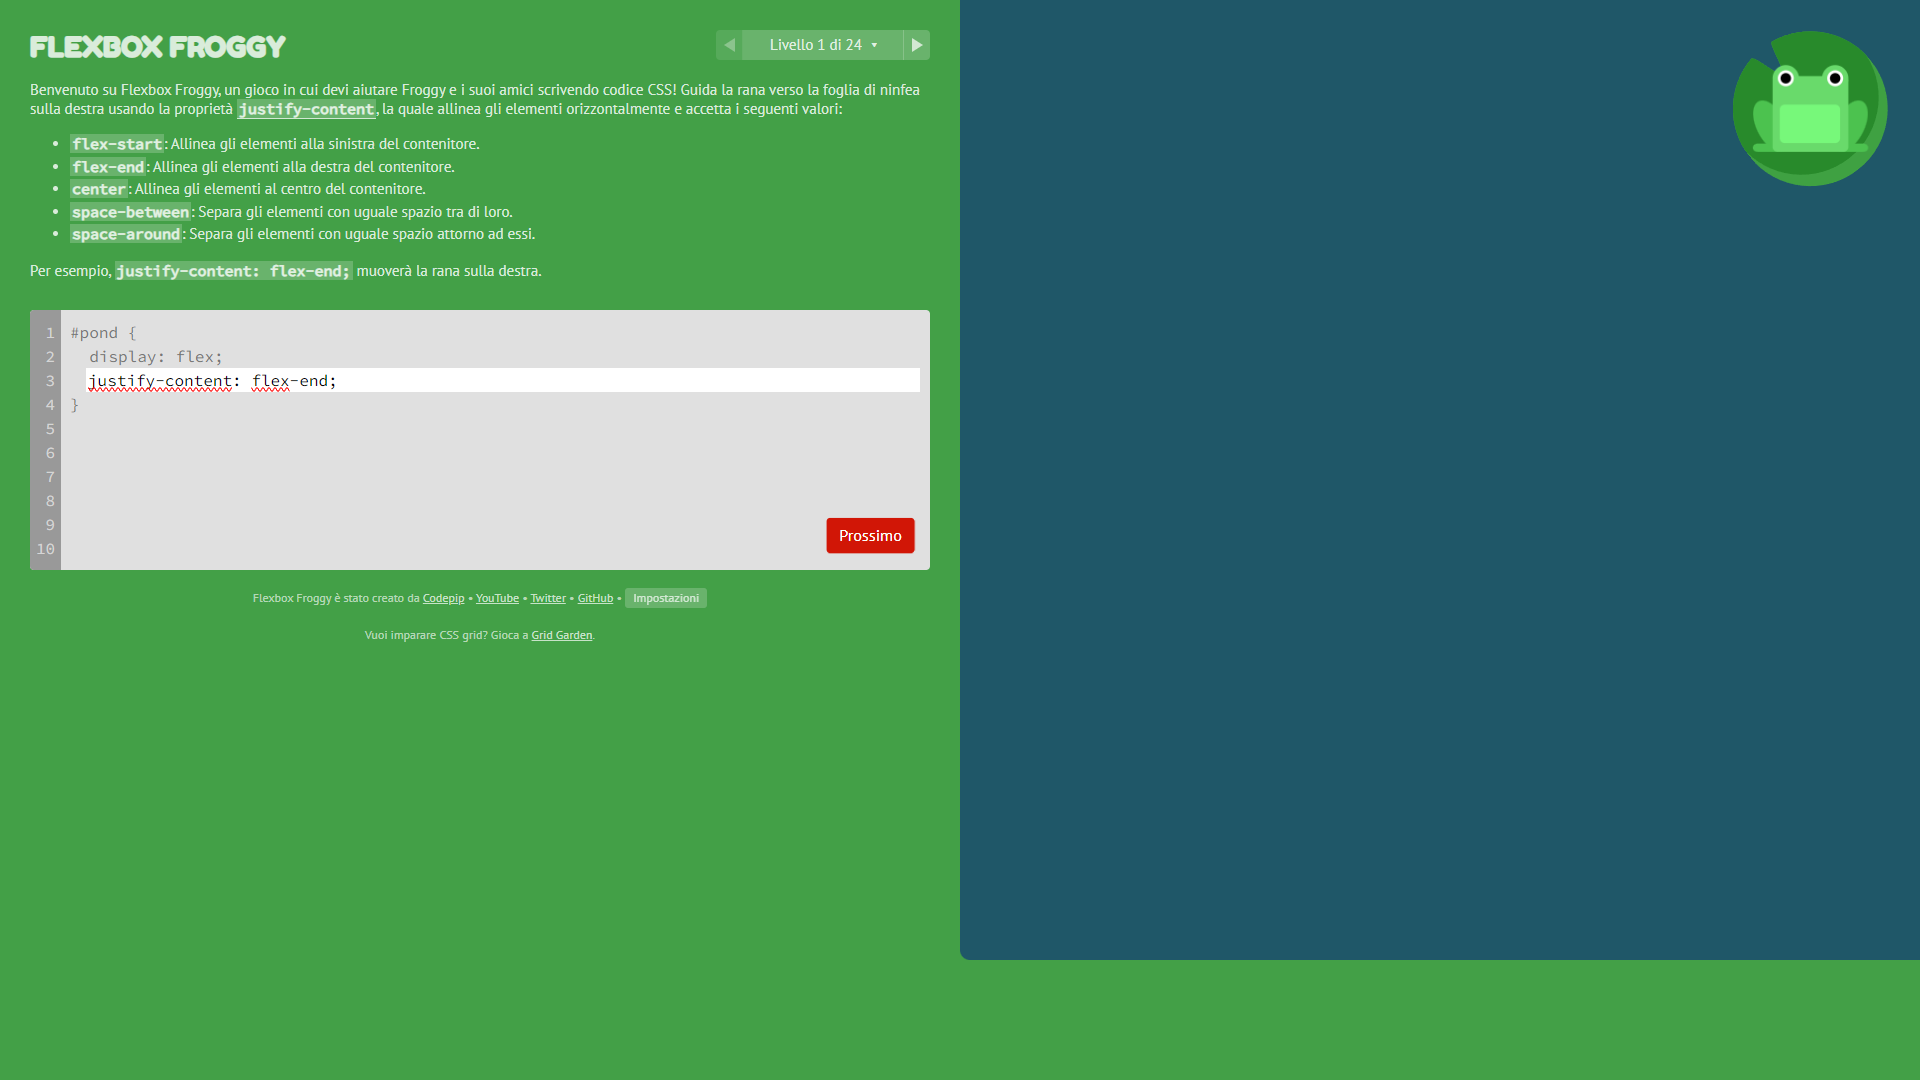 FLEXBOX FROGGY
Livello 1 di 24 ▾
Benvenuto su Flexbox Froggy, un gioco in cui devi aiutare Froggy e i suoi amici scrivendo codice CSS! Guida la rana verso la foglia di ninfea
sulla destra usando la proprietà justify-content, la quale allinea gli elementi orizzontalmente e accetta i seguenti valori:
• flex-start: Allinea gli elementi alla sinistra del contenitore.
• flex-end: Allinea gli elementi alla destra del contenitore.
• center: Allinea gli elementi al centro del contenitore.
• space-between: Separa gli elementi con uguale spazio tra di loro.
• space-around: Separa gli elementi con uguale spazio attorno ad essi.
Per esempio, justify-content: flex-end; muoverà la rana sulla destra.
1 #pond {
2 display: flex;
3 justify-content: flex-end;
4 }
5
6
7
8
9
10
Prossimo
Flexbox Froggy è stato creato da Codepip • YouTube • Twitter • GitHub • Impostazioni
Vuoi imparare CSS grid? Gioca a Grid Garden.